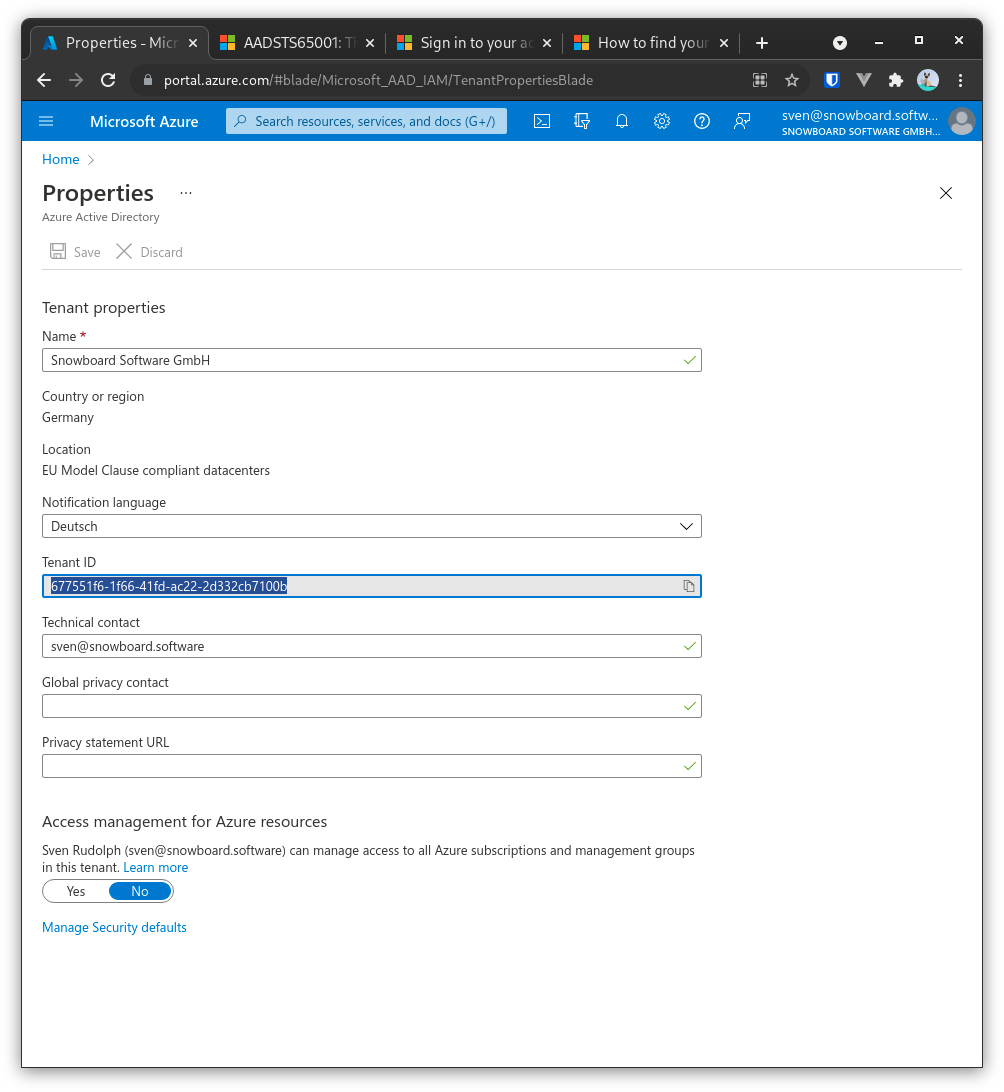 Properties - Micr
AADSTS65001: Th
Sign in to your ac
How to find your
portal.azure.com/#blade/Microsoft_AAD_IAM/TenantPropertiesBlade
Microsoft Azure
Search resources, services, and docs (G+/)
sven@snowboard.softw...
SNOWBOARD SOFTWARE GMBH...
Home
Properties
...
Azure Active Directory
Save
Discard
Tenant properties
Name *
Snowboard Software GmbH
Country or region
Germany
Location
EU Model Clause compliant datacenters
Notification language
Deutsch
Tenant ID
677551f6-1f66-41fd-ac22-2d332cb7100b
Technical contact
sven@snowboard.software
Global privacy contact
Privacy statement URL
Access management for Azure resources
Sven Rudolph (sven@snowboard.software) can manage access to all Azure subscriptions and management groups
in this tenant. Learn more
Yes
No
Manage Security defaults